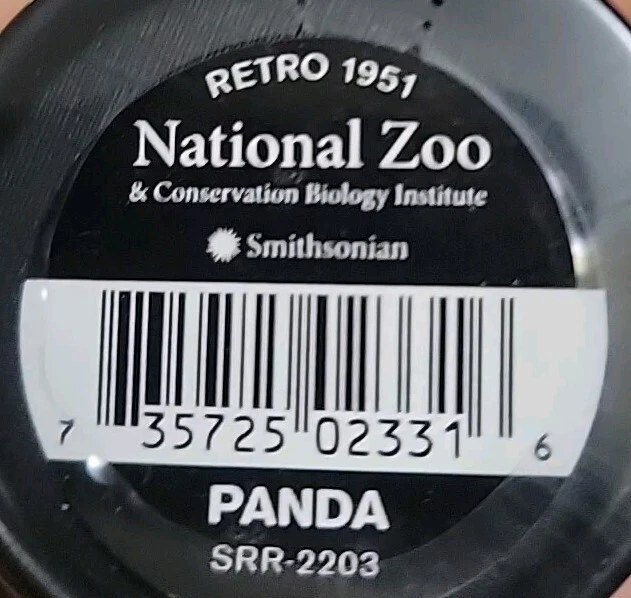 RETRO 1951
National Zoo
& Conservation Biology Institute
Smithsonian
7 35725 02331 6
PANDA
SRR-2203